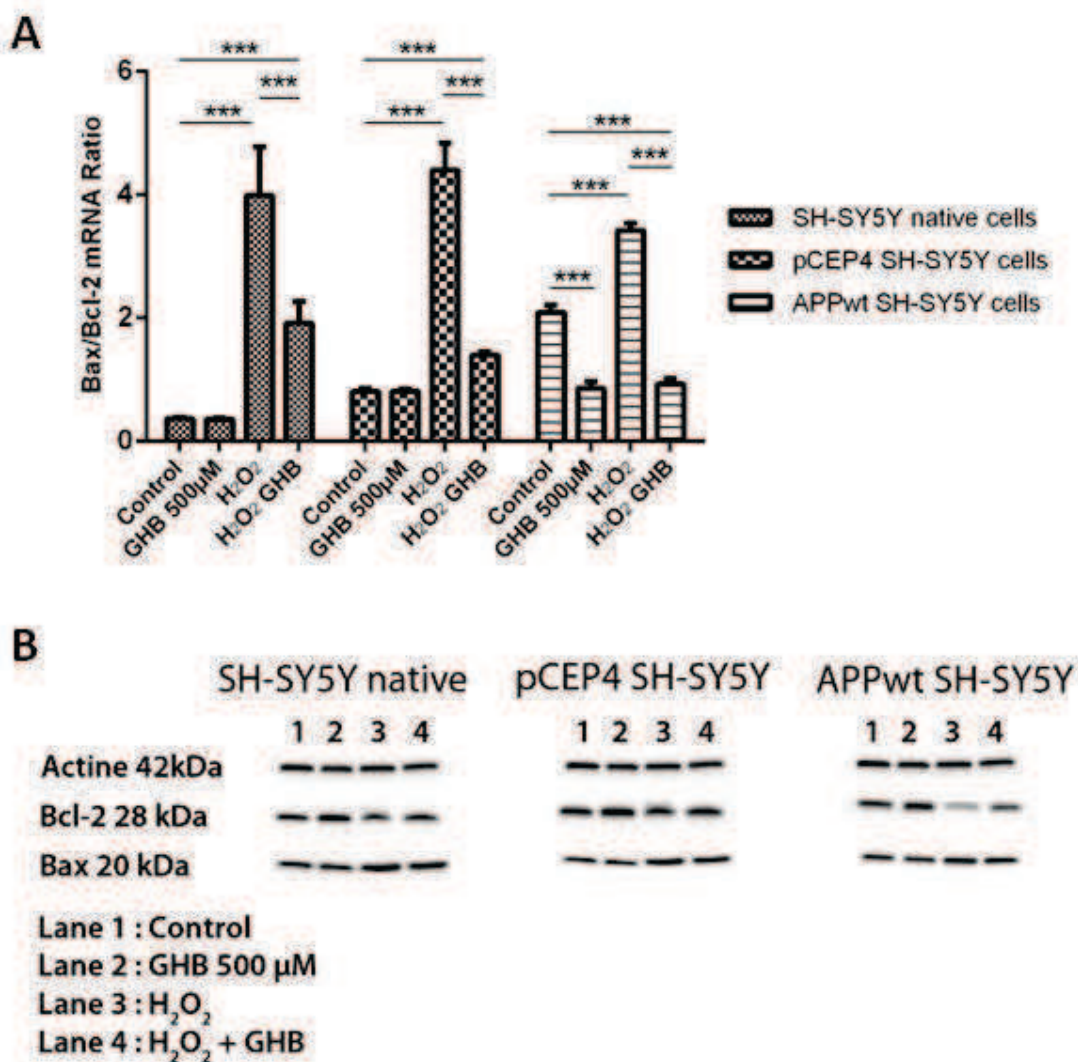 A
***
***
***
***
***
***
***
***
***
***
6
4
2
0
Bax/Bcl-2 mRNA Ratio
SH-SY5Y native cells
pCEP4 SH-SY5Y cells
APPwt SH-SY5Y cells
Control
GHB 500µM
H₂O₂
H₂O₂ GHB
Control
GHB 500µM
H₂O₂
H₂O₂ GHB
Control
GHB 500µM
H₂O₂
H₂O₂ GHB
B
SH-SY5Y native pCEP4 SH-SY5Y APPwt SH-SY5Y
1 2 3 4 1 2 3 4 1 2 3 4
Actine 42kDa
Bcl-2 28 kDa
Bax 20 kDa
Lane 1 : Control
Lane 2 : GHB 500 µM
Lane 3 : H₂O₂
Lane 4 : H₂O₂ + GHB